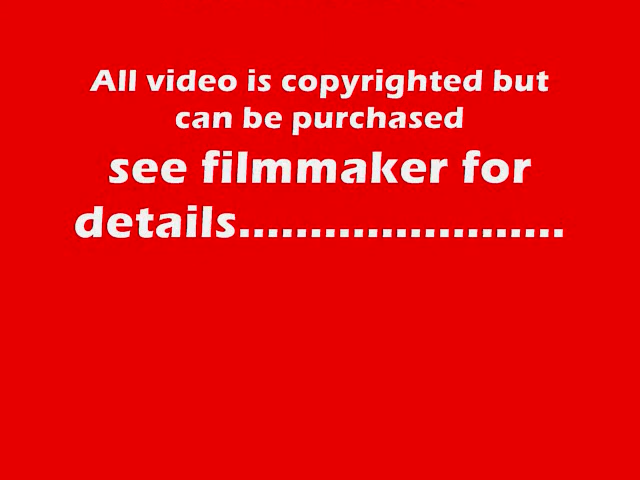 All video is copyrighted but
can be purchased
see filmmaker for
details.......................